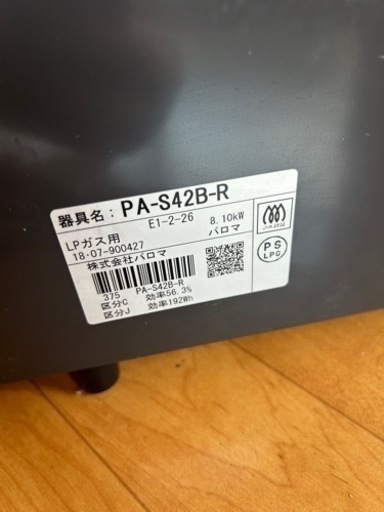 器具名：PA-S42B-R
E1-2-26 8.10kW
LPガス用 パロマ
18·07-900427
株式会社パロマ
375 PA-S42B-R
区分C 効率56.3%
区分J 効率192Wh
PS
LPG